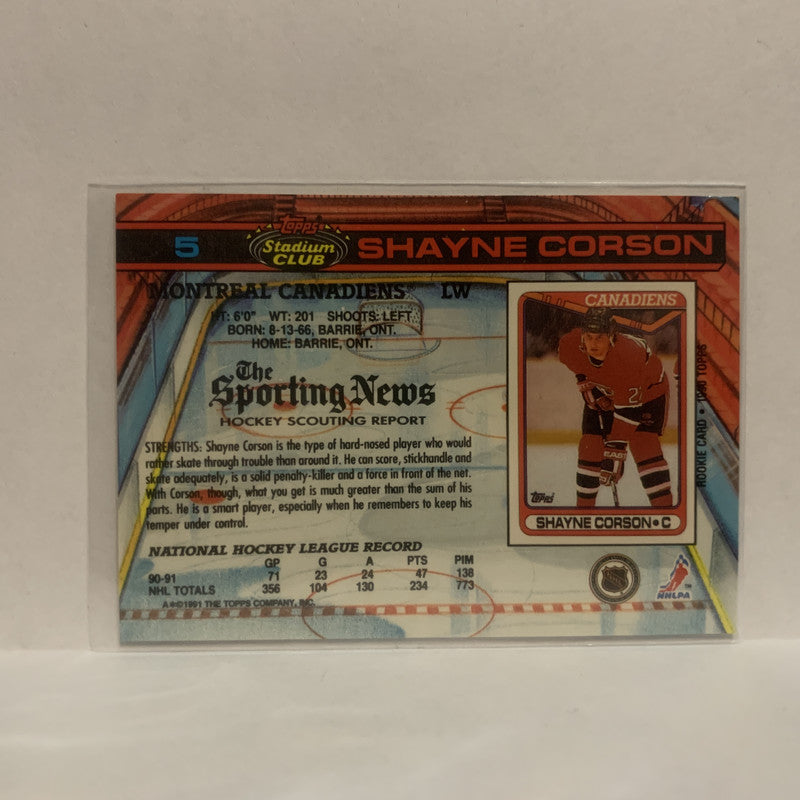 5
Topps
Stadium
CLUB
SHAYNE CORSON
MONTREAL CANADIENS LW
HT: 6'0" WT: 201 SHOOTS: LEFT
BORN: 8-13-66, BARRIE, ONT.
HOME: BARRIE, ONT.
The
Sporting News
HOCKEY SCOUTING REPORT
STRENGTHS: Shayne Corson is the type of hard-nosed player who would
rather skate through trouble than around it. He can score, stickhandle and
skate adequately, is a solid penalty-killer and a force in front of the net.
With Corson, though, what you get is much greater than the sum of his
parts. He is a smart player, especially when he remembers to keep his
temper under control.
NATIONAL HOCKEY LEAGUE RECORD
GP G A PTS PIM
90-91 71 23 24 47 138
NHL TOTALS 356 104 130 234 773
A*©1991 THE TOPPS COMPANY, INC.
CANADIENS
Topps
SHAYNE CORSON•C
ROOKIE CARD • 1990 TOPPS
NHL
NHLPA
TM